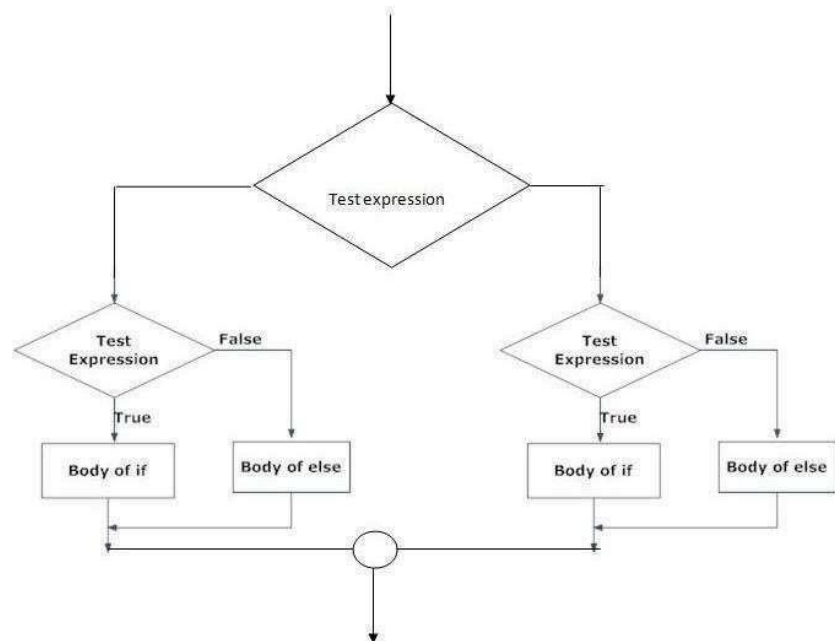 Test expression
Test
Expression
False
True
Body of if
Body of else
Test
Expression
False
True
Body of if
Body of else